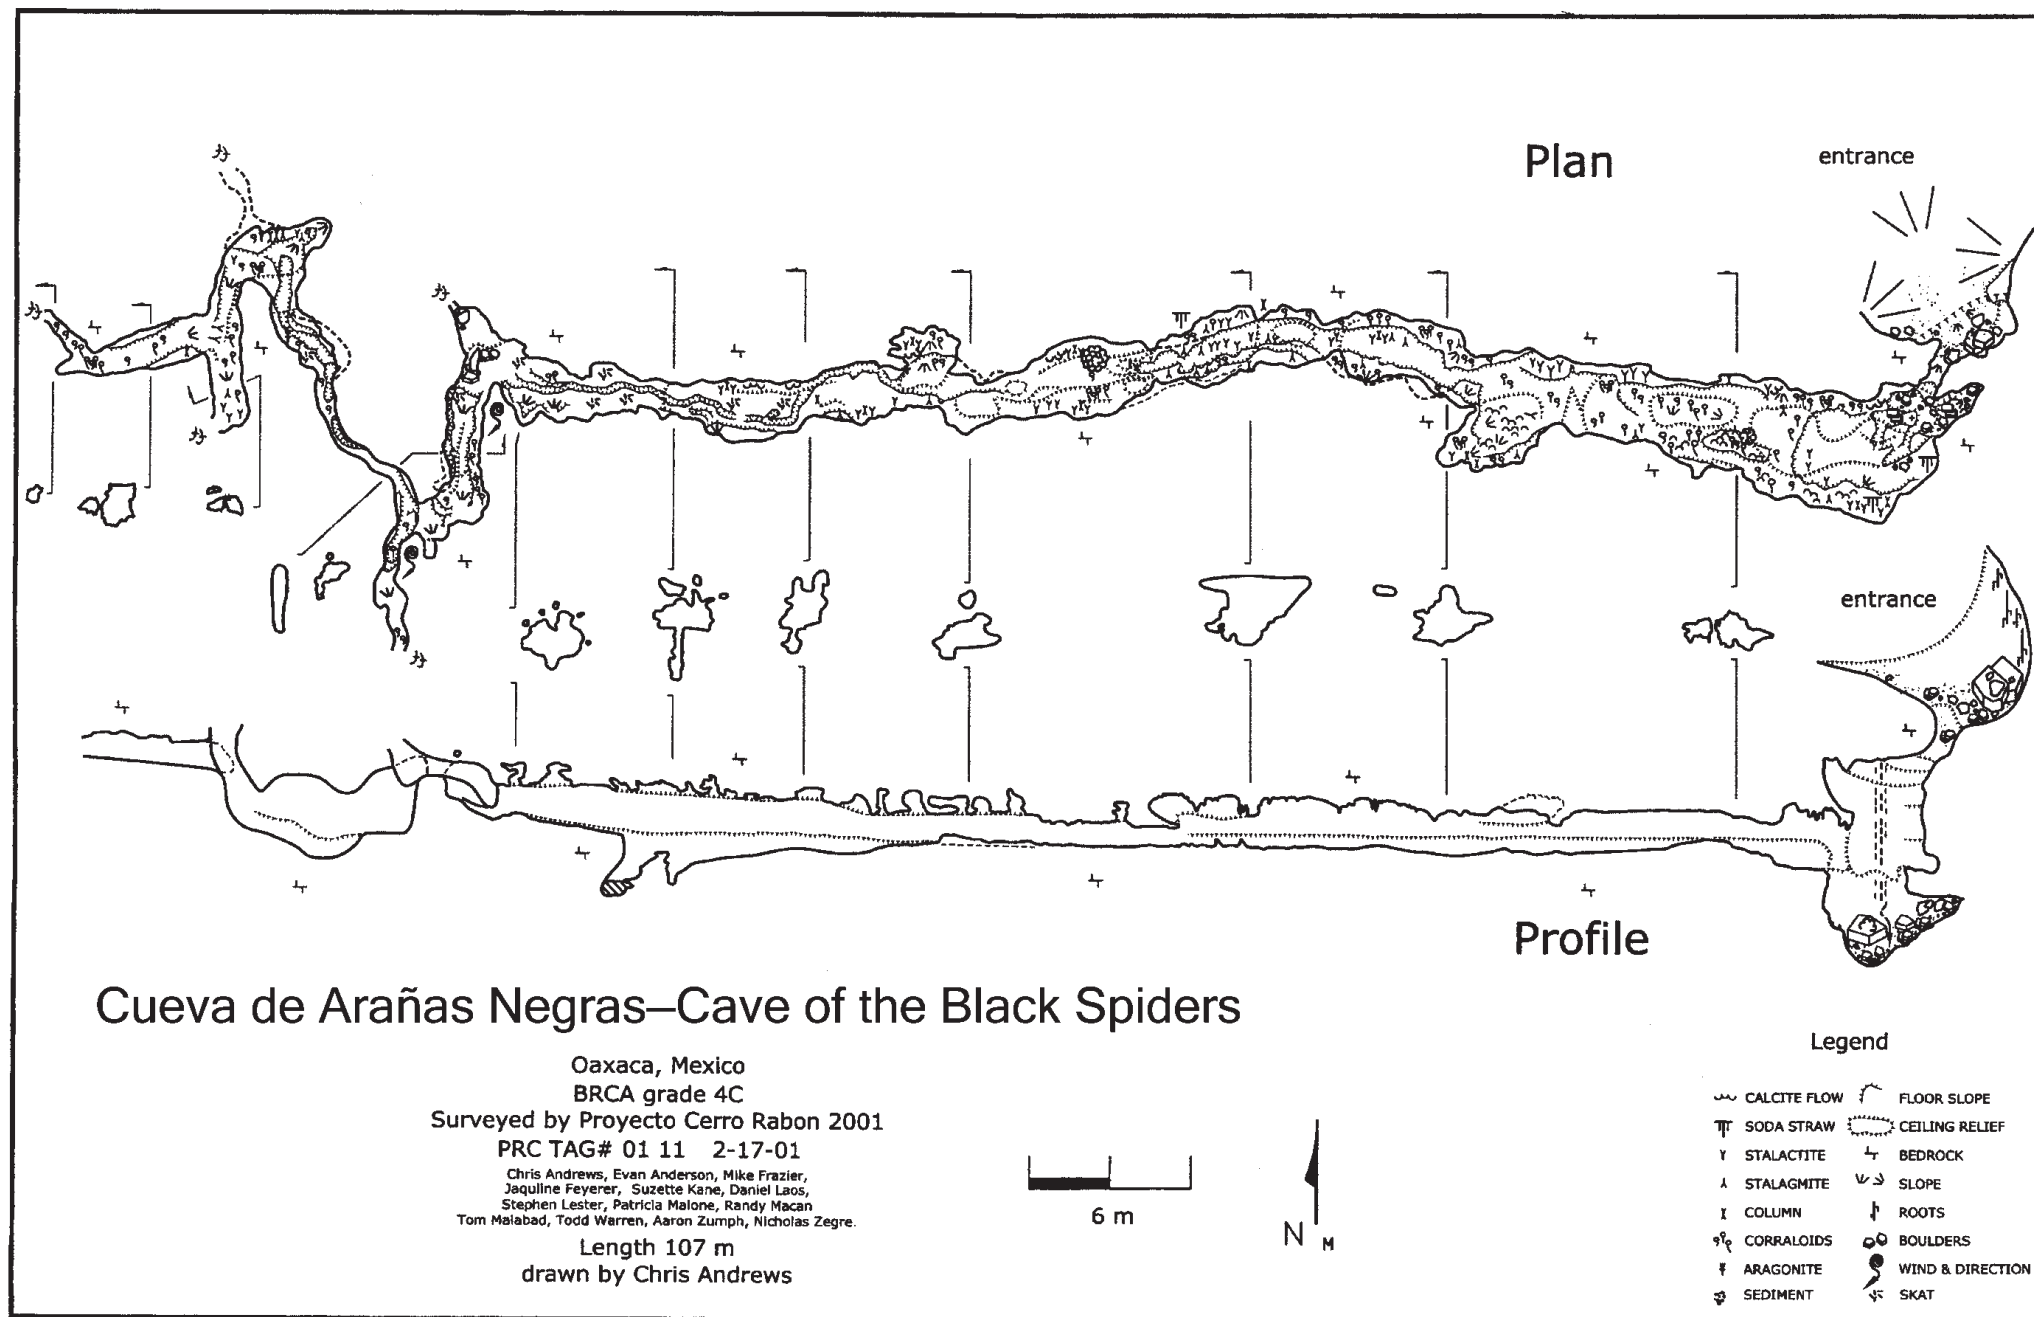 Plan
entrance
entrance
Profile
Cueva de Arañas Negras—Cave of the Black Spiders
Oaxaca, Mexico
BRCA grade 4C
Surveyed by Proyecto Cerro Rabon 2001
PRC TAG# 01 11 2-17-01
Chris Andrews, Evan Anderson, Mike Frazier,
Jaquline Feyerer, Suzette Kane, Daniel Laos,
Stephen Lester, Patricia Malone, Randy Macan
Tom Malabad, Todd Warren, Aaron Zumph, Nicholas Zegre.
Length 107 m
drawn by Chris Andrews
6 m
N M
Legend
CALCITE FLOW
SODA STRAW
STALACTITE
STALAGMITE
COLUMN
CORRALOIDS
ARAGONITE
SEDIMENT
FLOOR SLOPE
CEILING RELIEF
BEDROCK
SLOPE
ROOTS
BOULDERS
WIND & DIRECTION
SKAT